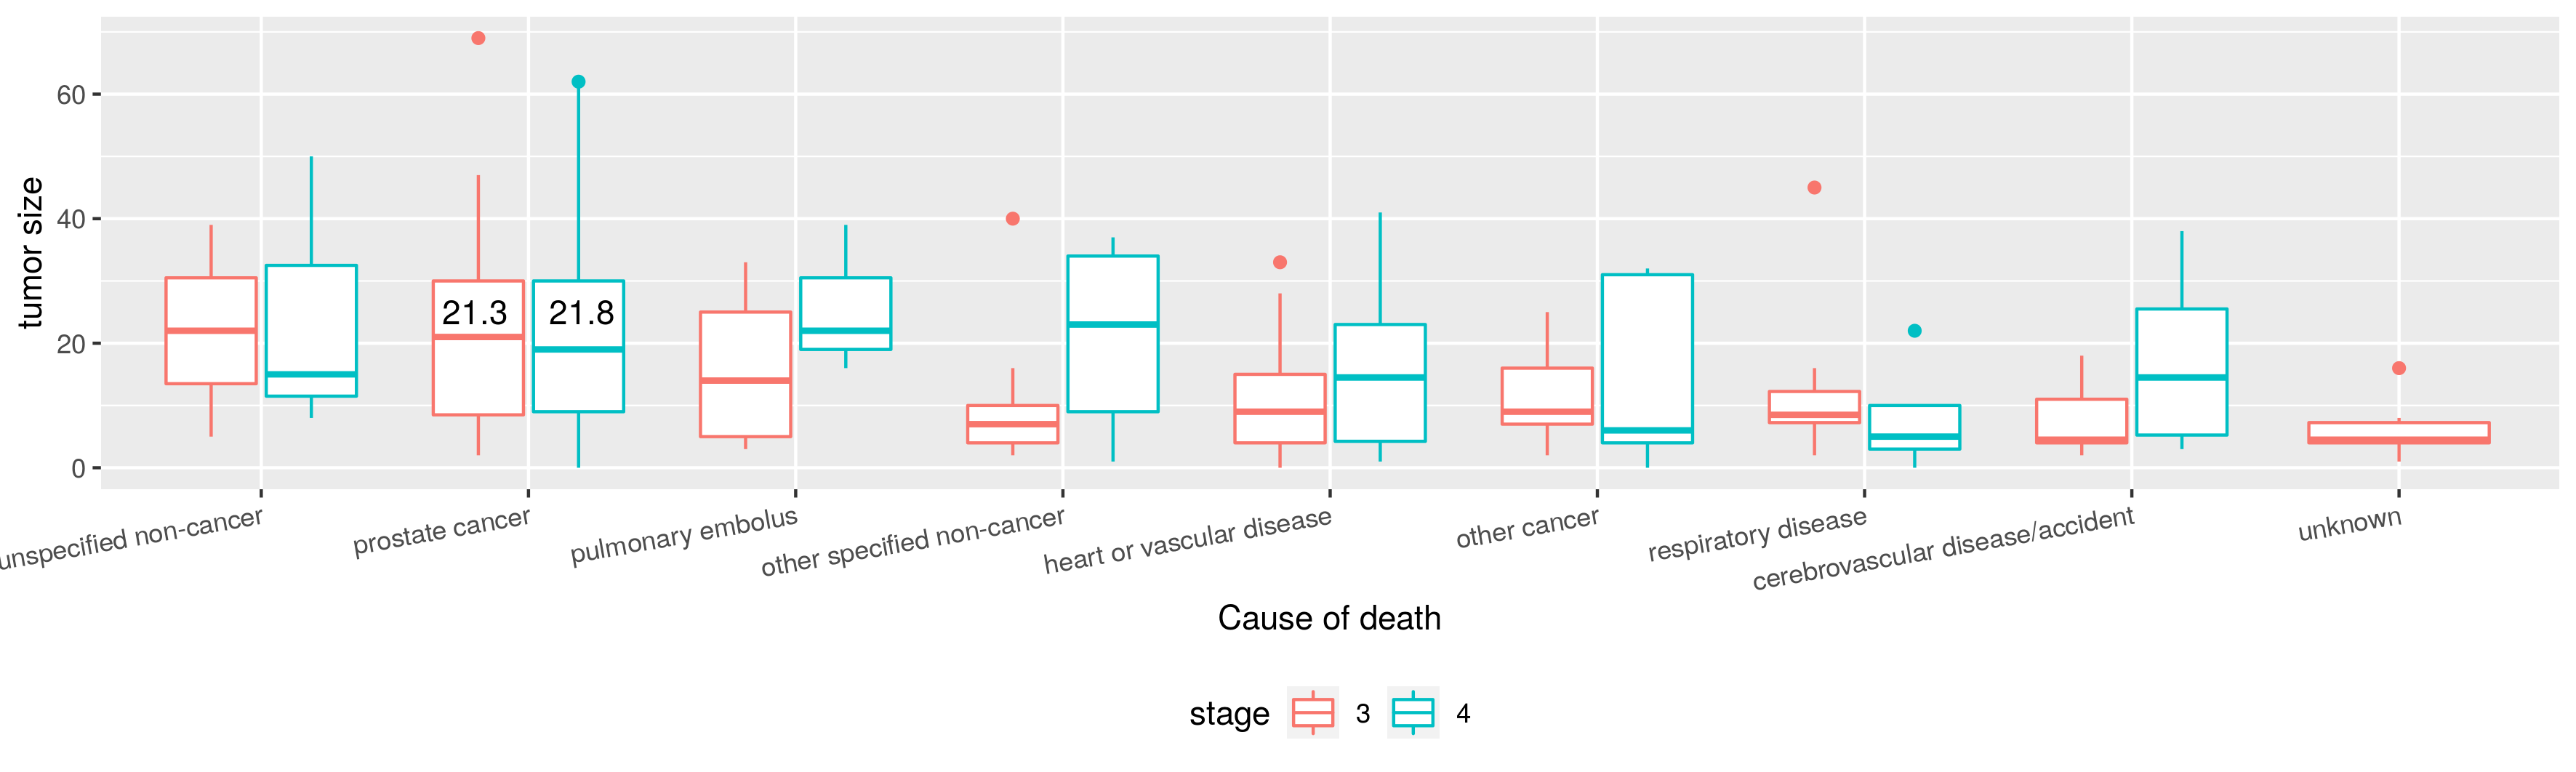 tumor size
60
40
20
0
21.3
21.8
unspecified non-cancer
prostate cancer
pulmonary embolus
other specified non-cancer
heart or vascular disease
other cancer
respiratory disease
cerebrovascular disease/accident
unknown
Cause of death
stage 3 4